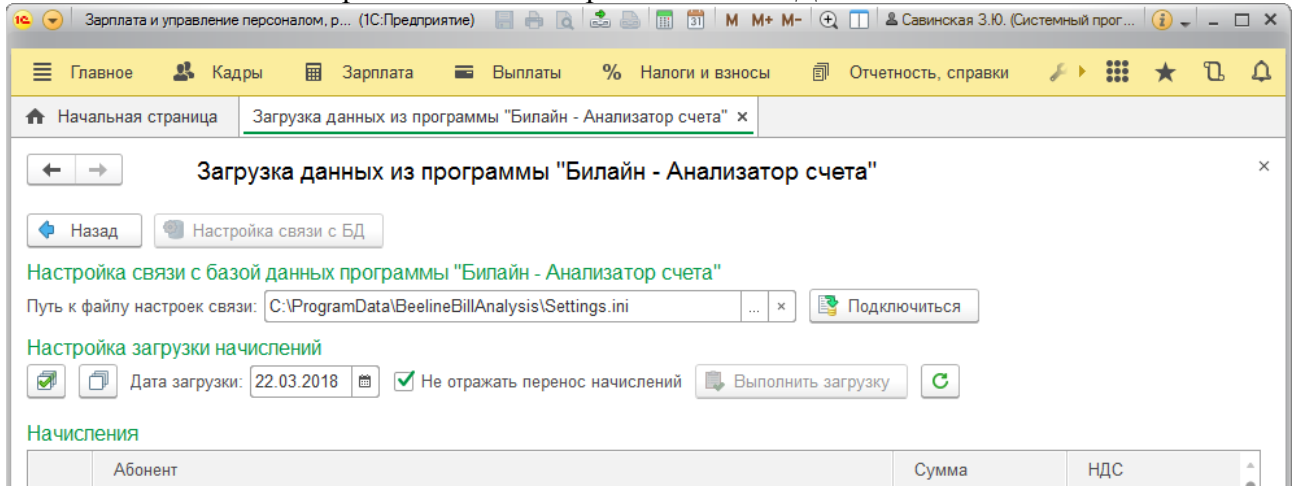 1С Зарплата и управление персоналом, р... (1С:Предприятие) 31 M M+ M- Савинская З.Ю. (Системный прог...
Главное Кадры Зарплата Выплаты % Налоги и взносы Отчетность, справки
Начальная страница Загрузка данных из программы "Билайн - Анализатор счета" ×
Загрузка данных из программы "Билайн - Анализатор счета" ×
Назад Настройка связи с БД
Настройка связи с базой данных программы "Билайн - Анализатор счета"
Путь к файлу настроек связи: C:\ProgramData\BeelineBillAnalysis\Settings.ini ... × Подключиться
Настройка загрузки начислений
Дата загрузки: 22.03.2018 Не отражать перенос начислений Выполнить загрузку
Начисления
Абонент Сумма НДС